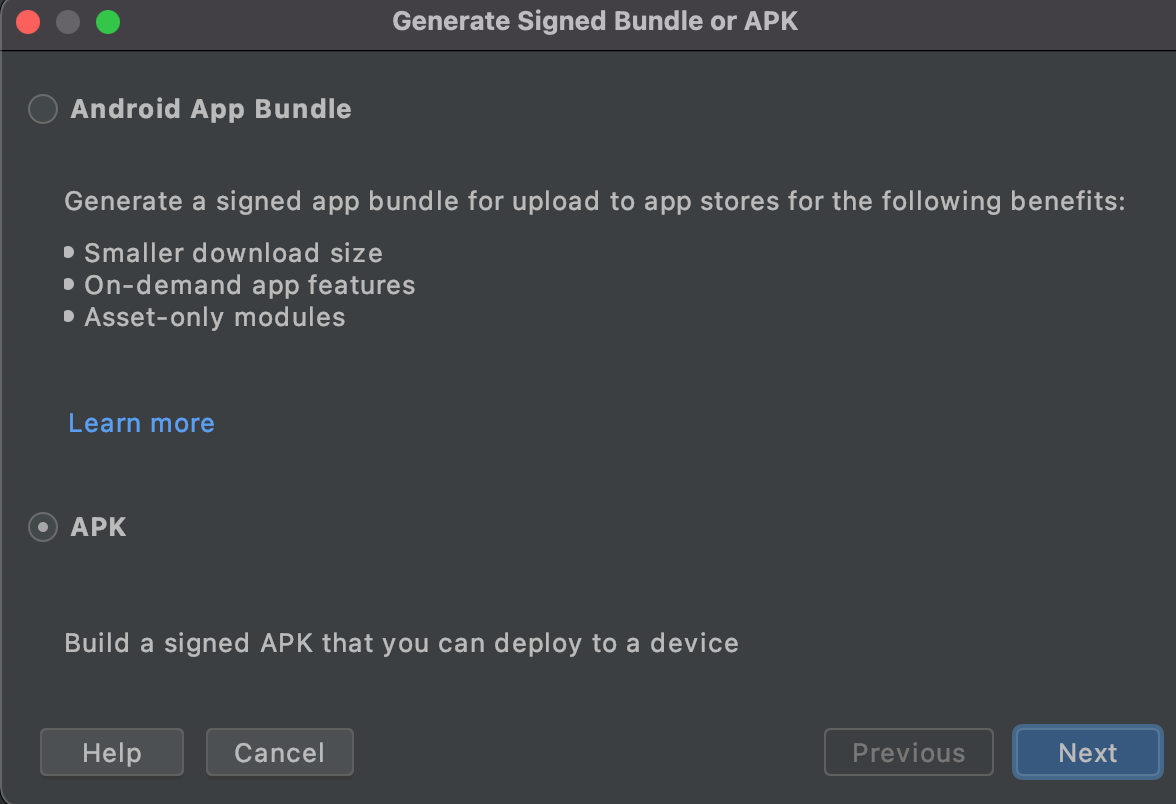 Generate Signed Bundle or APK
Android App Bundle
Generate a signed app bundle for upload to app stores for the following benefits:
• Smaller download size
• On-demand app features
• Asset-only modules
Learn more
APK
Build a signed APK that you can deploy to a device
Help Cancel Previous Next